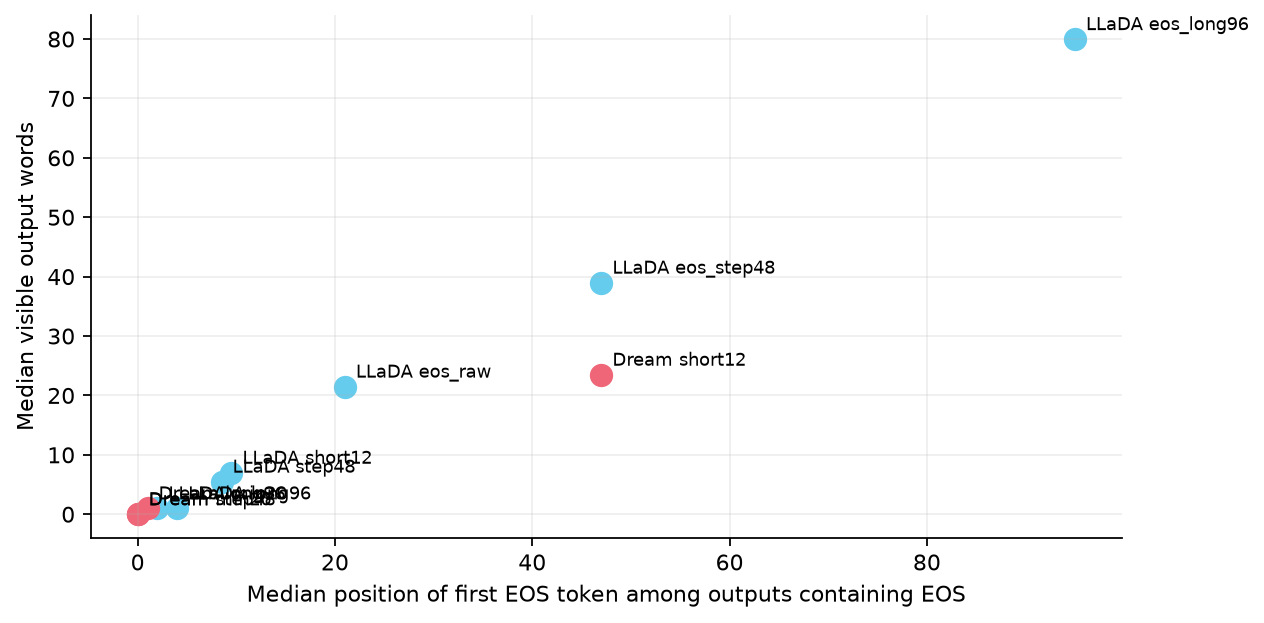 LLaDA eos_long96
80
70
60
50
40
30
20
10
0
Median visible output words
LLaDA eos_step48
Dream short12
LLaDA eos_raw
LLaDA short12
LLaDA step48
Dream
0
20
40
60
80
Median position of first EOS token among outputs containing EOS